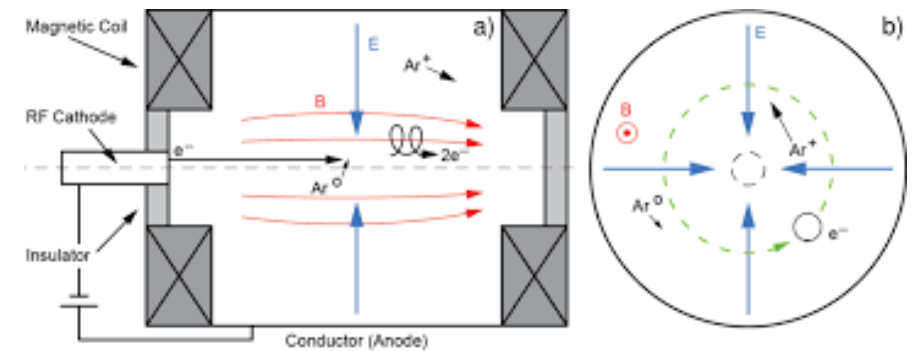 Magnetic Coil
a)
E
Ar+
B
RF Cathode
e−
2e−
Ar o
Insulator
Conductor (Anode)
b)
E
B
Ar+
Ar o
e−